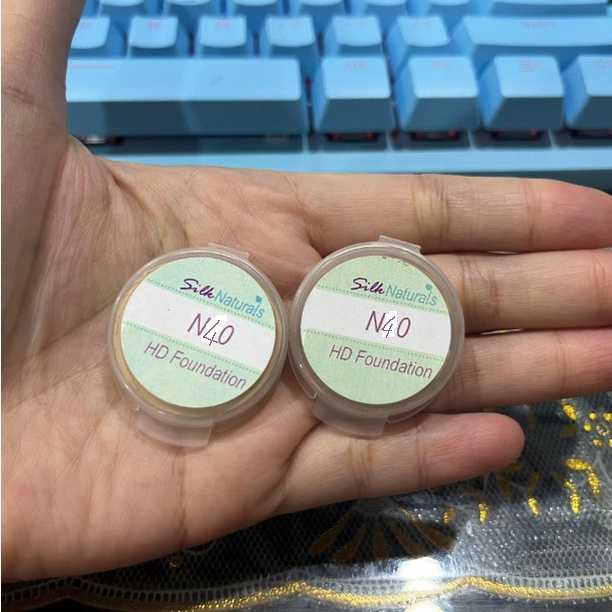 Silk Naturals
N40
HD Foundation
Silk Naturals
N40
HD Foundation